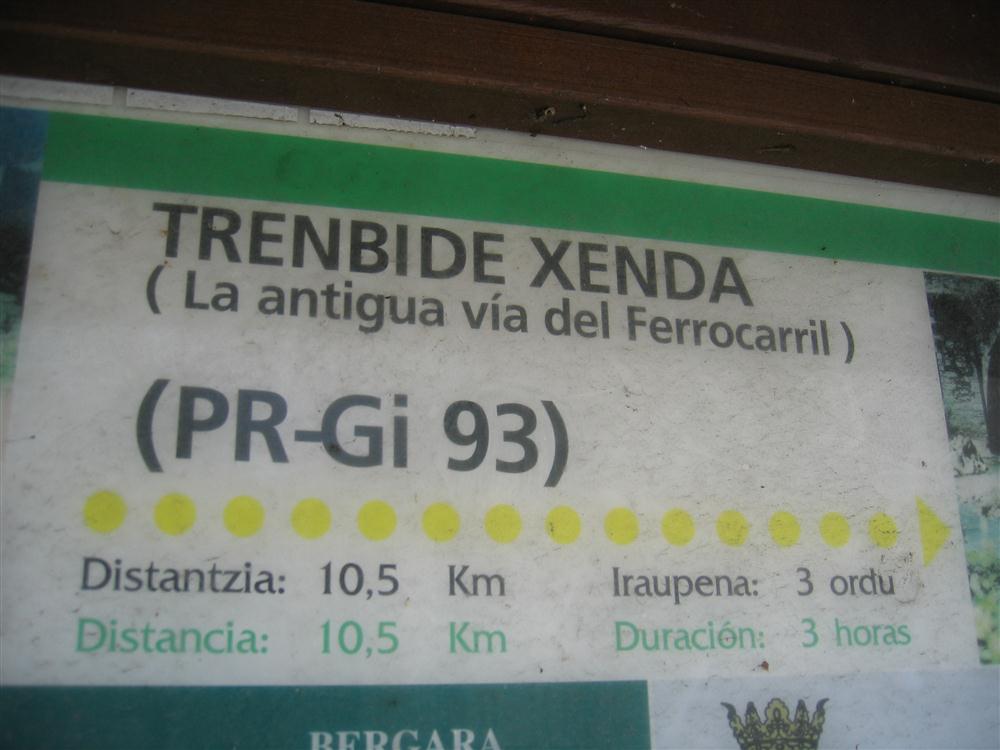 TRENBIDE XENDA
( La antigua vía del Ferrocarril )
(PR-Gi 93)
Distantzia: 10,5 Km Iraupena: 3 ordu
Distancia: 10,5 Km Duración: 3 horas
BERGARA